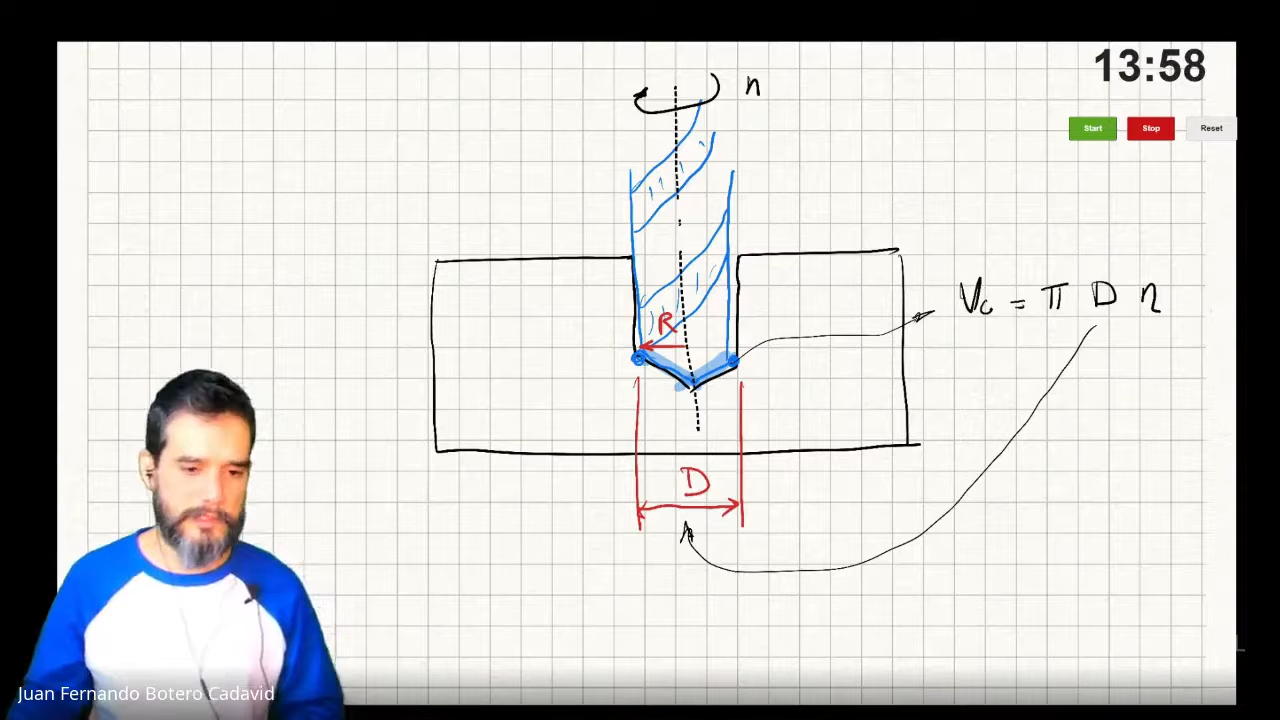 13:58
Start Stop Reset
n
R
Vc = π D n
D
Juan Fernando Botero Cadavid